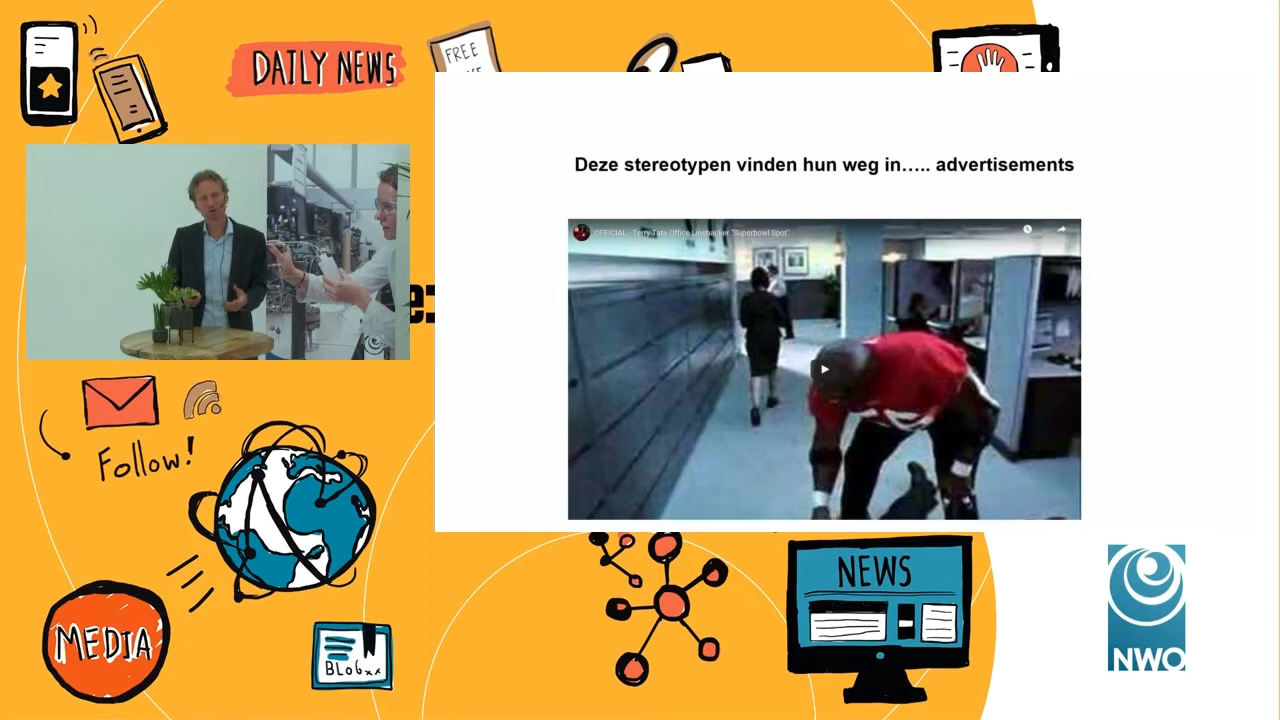 DAILY NEWS
FREE
Deze stereotypen vinden hun weg in….. advertisements
OFFICIAL - Terry Tate Office Linebacker "Superbowl Spot"
Follow!
MEDIA
BLOGxx
NEWS
NWO